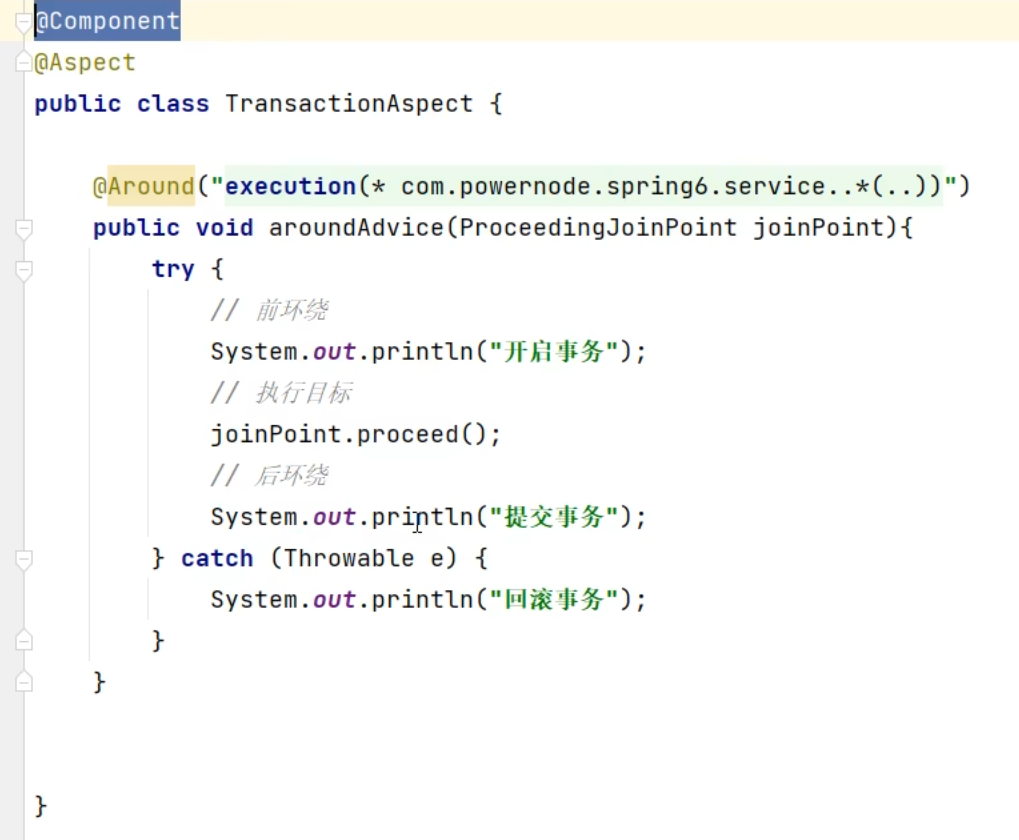 @Component
@Aspect
public class TransactionAspect {
@Around("execution(* com.powernode.spring6.service..*(..))")
public void aroundAdvice(ProceedingJoinPoint joinPoint){
try {
// 前环绕
System.out.println("开启事务");
// 执行目标
joinPoint.proceed();
// 后环绕
System.out.println("提交事务");
} catch (Throwable e) {
System.out.println("回滚事务");
}
}
}